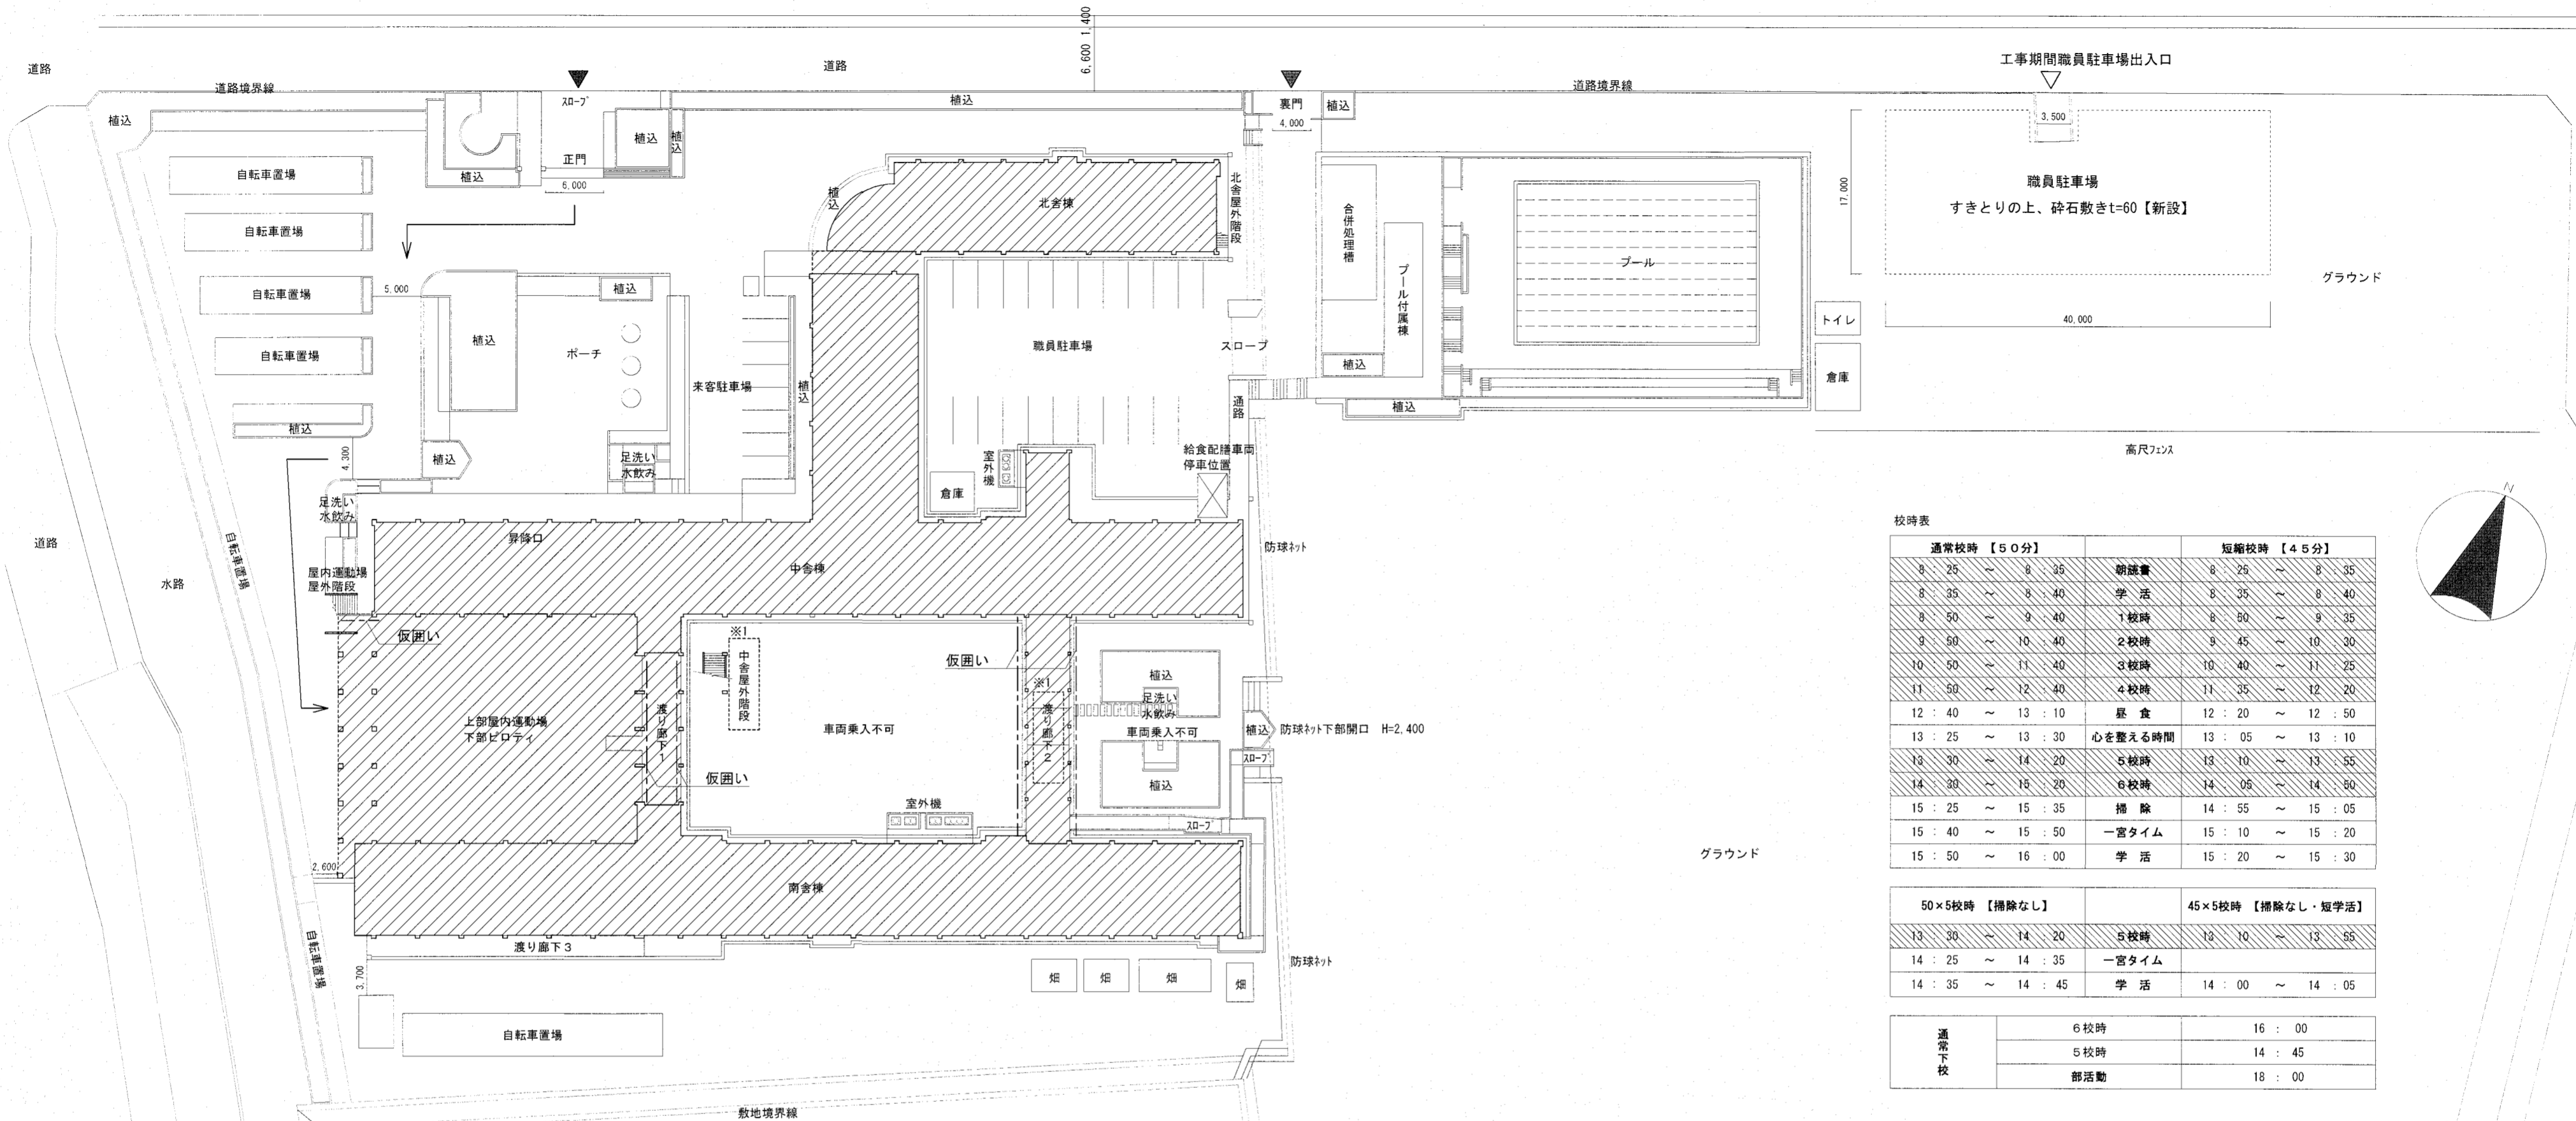 6,600 1,400
道路
道路
工事期間職員駐車場出入口
道路境界線
道路境界線
植込
ｽﾛｰﾌﾟ
植込
裏門
植込
4,000
3,500
植込
植込
正門
6,000
植込
自転車置場
自転車置場
自転車置場
自転車置場
5,000
植込
植込
ポーチ
来客駐車場
植込
植込
北舎棟
北舎屋外階段
職員駐車場
スロープ
通路
合併処理槽
プール付属棟
植込
植込
プール
トイレ
倉庫
17,000
職員駐車場
すきとりの上、砕石敷きt=60【新設】
40,000
グラウンド
高尺ﾌｪﾝｽ
植込
4,300
植込
足洗い
水飲み
足洗い
水飲み
室外機
倉庫
給食配膳車両
停車位置
道路
水路
自転車置場
屋内運動場
屋外階段
昇降口
中舎棟
防球ﾈｯﾄ
仮囲い
※1
中舎屋外階段
仮囲い
※1
渡り廊下1
渡り廊下2
上部屋内運動場
下部ピロティ
車両乗入不可
仮囲い
室外機
植込
足洗い
水飲み
車両乗入不可
植込
植込
ｽﾛｰﾌﾟ
ｽﾛｰﾌﾟ
防球ﾈｯﾄ下部開口 H=2,400
グラウンド
2,600
南舎棟
渡り廊下3
3,700
自転車置場
自転車置場
畑
畑
畑
畑
防球ﾈｯﾄ
敷地境界線
N
校時表
通常校時 【50分】 短縮校時 【45分】
8 : 25 ～ 8 : 35 朝読書 8 : 25 ～ 8 : 35
8 : 35 ～ 8 : 40 学 活 8 : 35 ～ 8 : 40
8 : 50 ～ 9 : 40 1校時 8 : 50 ～ 9 : 35
9 : 50 ～ 10 : 40 2校時 9 : 45 ～ 10 : 30
10 : 50 ～ 11 : 40 3校時 10 : 40 ～ 11 : 25
11 : 50 ～ 12 : 40 4校時 11 : 35 ～ 12 : 20
12 : 40 ～ 13 : 10 昼 食 12 : 20 ～ 12 : 50
13 : 25 ～ 13 : 30 心を整える時間 13 : 05 ～ 13 : 10
13 : 30 ～ 14 : 20 5校時 13 : 10 ～ 13 : 55
14 : 30 ～ 15 : 20 6校時 14 : 05 ～ 14 : 50
15 : 25 ～ 15 : 35 掃 除 14 : 55 ～ 15 : 05
15 : 40 ～ 15 : 50 一宮タイム 15 : 10 ～ 15 : 20
15 : 50 ～ 16 : 00 学 活 15 : 20 ～ 15 : 30
50×5校時 【掃除なし】 45×5校時 【掃除なし・短学活】
13 : 30 ～ 14 : 20 5校時 13 : 10 ～ 13 : 55
14 : 25 ～ 14 : 35 一宮タイム
14 : 35 ～ 14 : 45 学 活 14 : 00 ～ 14 : 05
通常下校
6校時 16 : 00
5校時 14 : 45
部活動 18 : 00